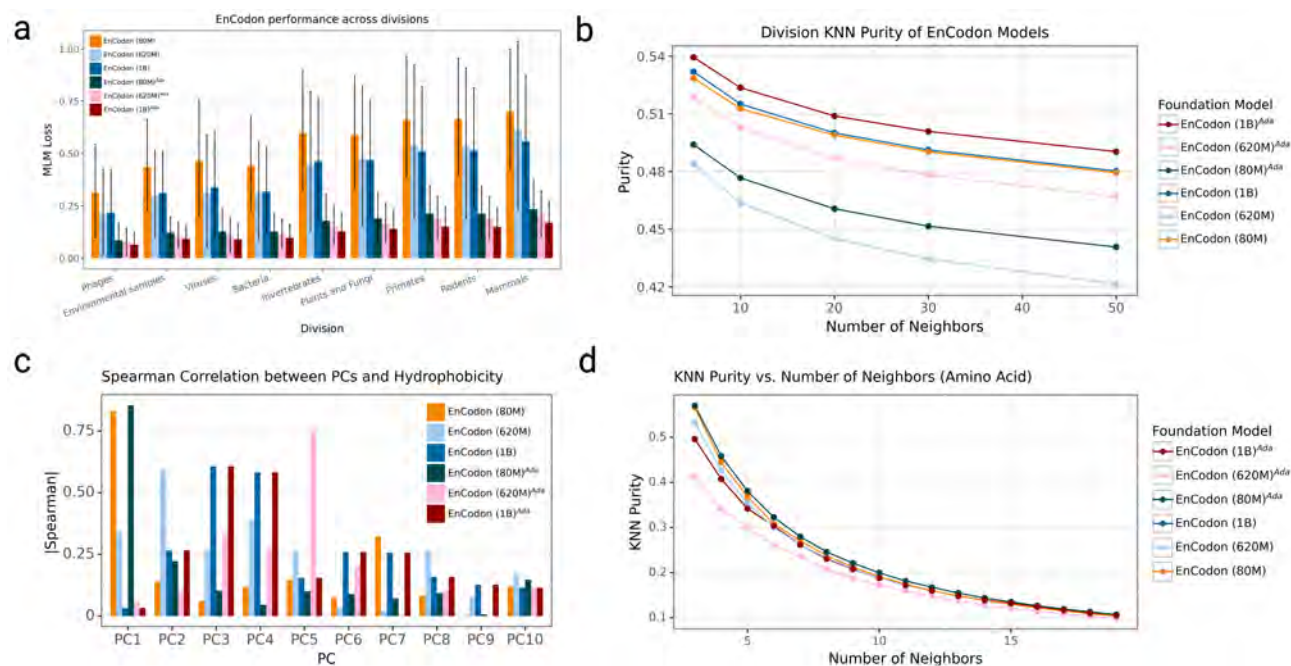 a
EnCodon performance across divisions
1.00
0.75
0.50
0.25
0.00
MLM Loss
EnCodon (80M)
EnCodon (620M)
EnCodon (1B)
EnCodon (80M)^Ada
EnCodon (620M)^Ada
EnCodon (1B)^Ada
Phages
Environmental samples
Viruses
Bacteria
Invertebrates
Plants and Fungi
Primates
Rodents
Mammals
Division
b
Division KNN Purity of EnCodon Models
0.54
0.51
0.48
0.45
0.42
Purity
10 20 30 40 50
Number of Neighbors
Foundation Model
EnCodon (1B)^Ada
EnCodon (620M)^Ada
EnCodon (80M)^Ada
EnCodon (1B)
EnCodon (620M)
EnCodon (80M)
c
Spearman Correlation between PCs and Hydrophobicity
0.75
0.50
0.25
0
|Spearman|
EnCodon (80M)
EnCodon (620M)
EnCodon (1B)
EnCodon (80M)^Ada
EnCodon (620M)^Ada
EnCodon (1B)^Ada
PC1 PC2 PC3 PC4 PC5 PC6 PC7 PC8 PC9 PC10
PC
d
KNN Purity vs. Number of Neighbors (Amino Acid)
0.5
0.4
0.3
0.2
0.1
KNN Purity
5 10 15
Number of Neighbors
Foundation Model
EnCodon (1B)^Ada
EnCodon (620M)^Ada
EnCodon (80M)^Ada
EnCodon (1B)
EnCodon (620M)
EnCodon (80M)